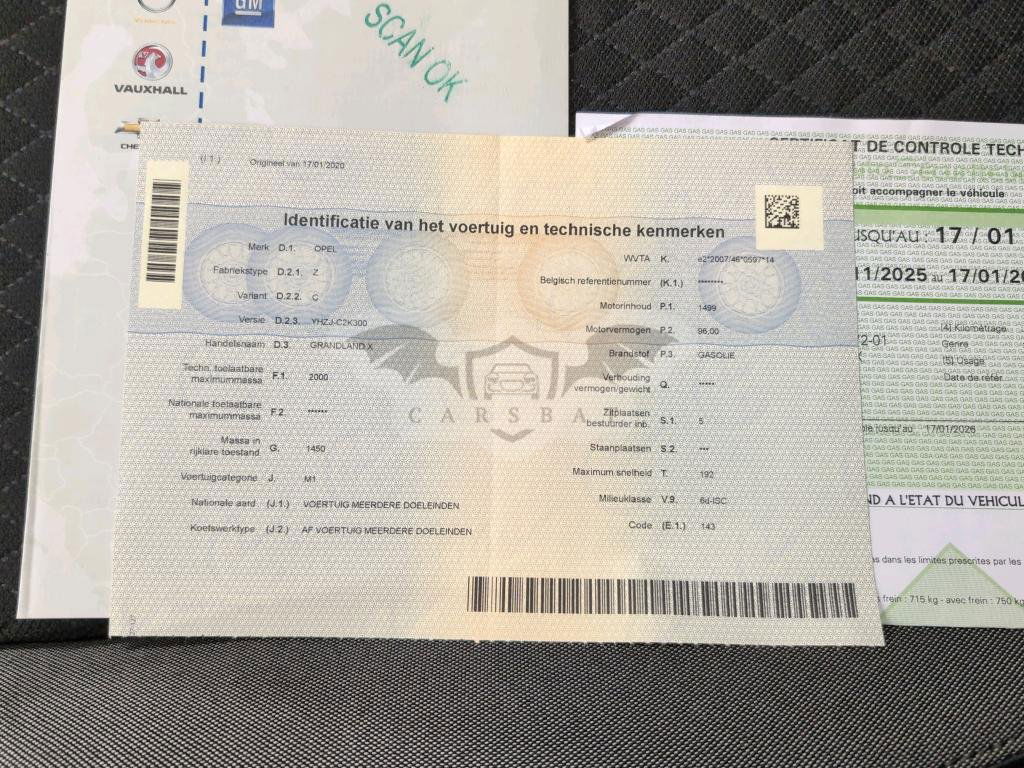 GM
VAUXHALL
CHE
SCAN OK
(I 1 ) Origineel van 17/01/2020
Identificatie van het voertuig en technische kenmerken
Merk D.1. OPEL
Fabriekstype D.2.1. Z
Variant D.2.2. C
Versie D.2.3. YHZJ-C2K300
Handelsnaam D.3. GRANDLAND X
Techn. toelaatbare
maximummassa F.1. 2000
Nationale toelaatbare
maximummassa F.2. ******
Massa in
rijklare toestand G. 1450
Voertuigcategorie J. M1
Nationale aard (J.1.) VOERTUIG MEERDERE DOELEINDEN
Koetswerktype (J.2.) AF VOERTUIG MEERDERE DOELEINDEN
WVTA K. e2*2007/46*0597*14
Belgisch referentienummer (K.1.) ********
Motorinhoud P.1. 1499
Motorvermogen P.2. 96,00
Brandstof P.3. GASOLIE
Verhouding
vermogen/gewicht Q. *****
Zitplaatsen
bestuurder inb. S.1. 5
Staanplaatsen S.2. ***
Maximum snelheid T. 192
Milieuklasse V.9. 6d-ISC
Code (E.1.) 143
CARSBA
DE CONTROLE TECH
oit accompagner le véhicule
USQU'AU 17 / 01
11/2025 au 17/01/20
2-01
(4) Kilométrage
Genre
(5) Usage
Date de référ.
le jusqu'au 17/01/2026
ND A L'ETAT DU VEHICUL
s dans les limites prescrites par les
frein : 715 kg - avec frein : 750 kg